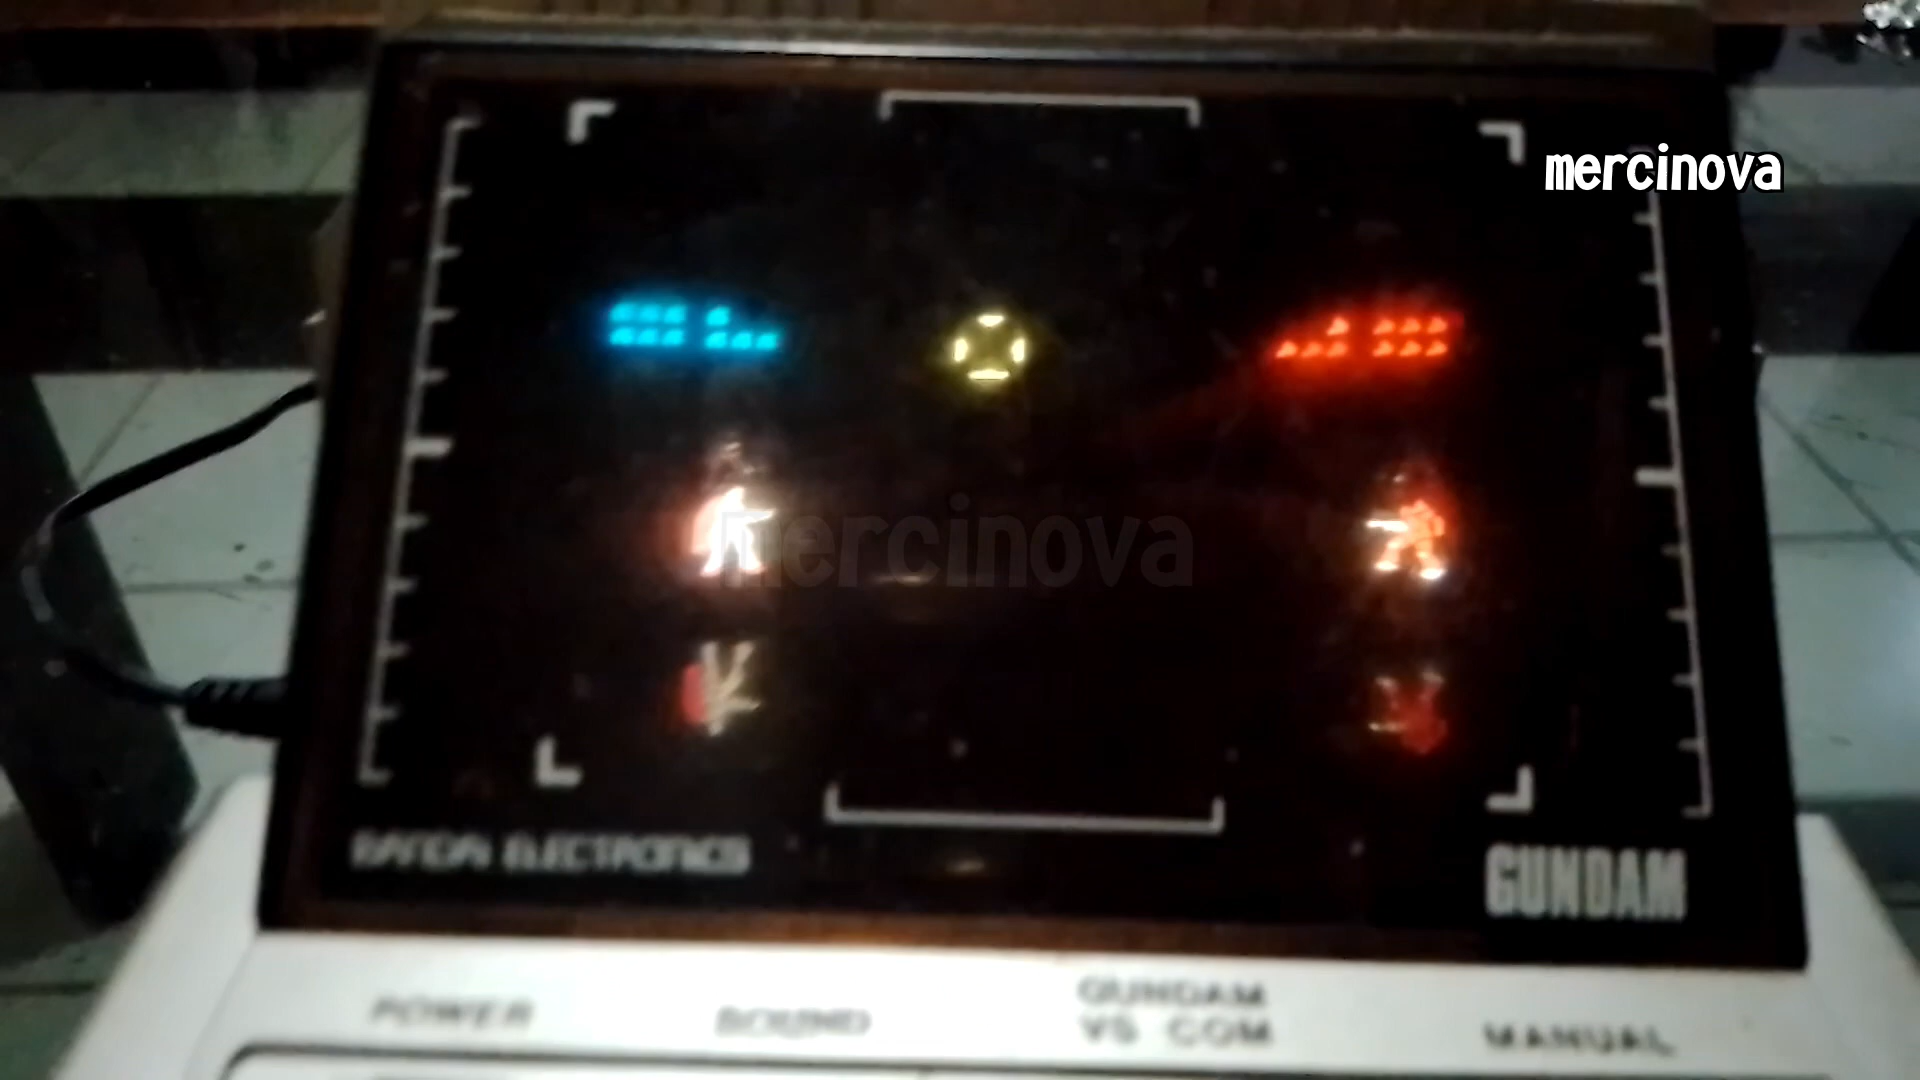 mercinova
mercinova
BANDAI ELECTRONICS
GUNDAM
POWER
SOUND
GUNDAM
VS COM
MANUAL